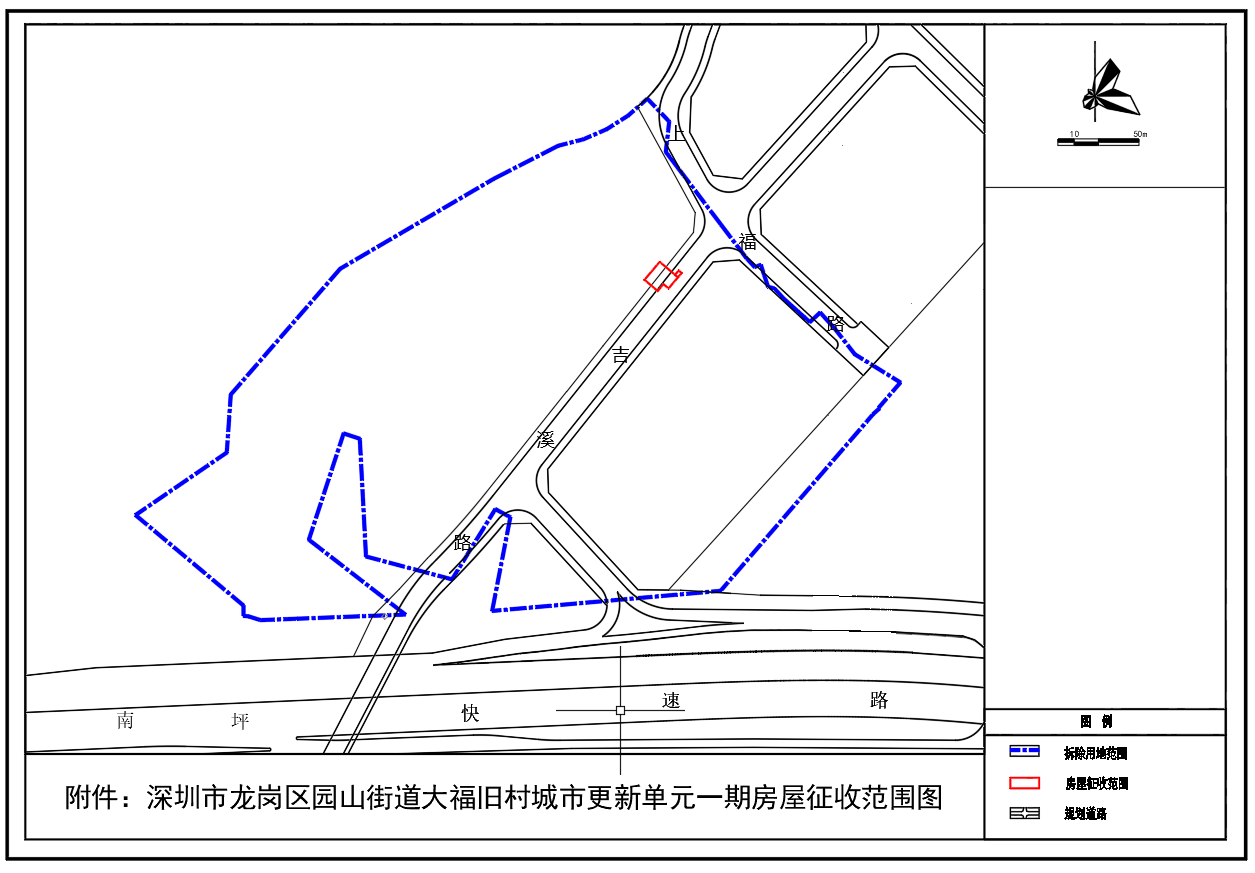 10 50m
上
福
路
吉
溪
路
南 坪 快 速 路
图 例
拆除用地范围
房屋征收范围
规划道路
附件：深圳市龙岗区园山街道大福旧村城市更新单元一期房屋征收范围图